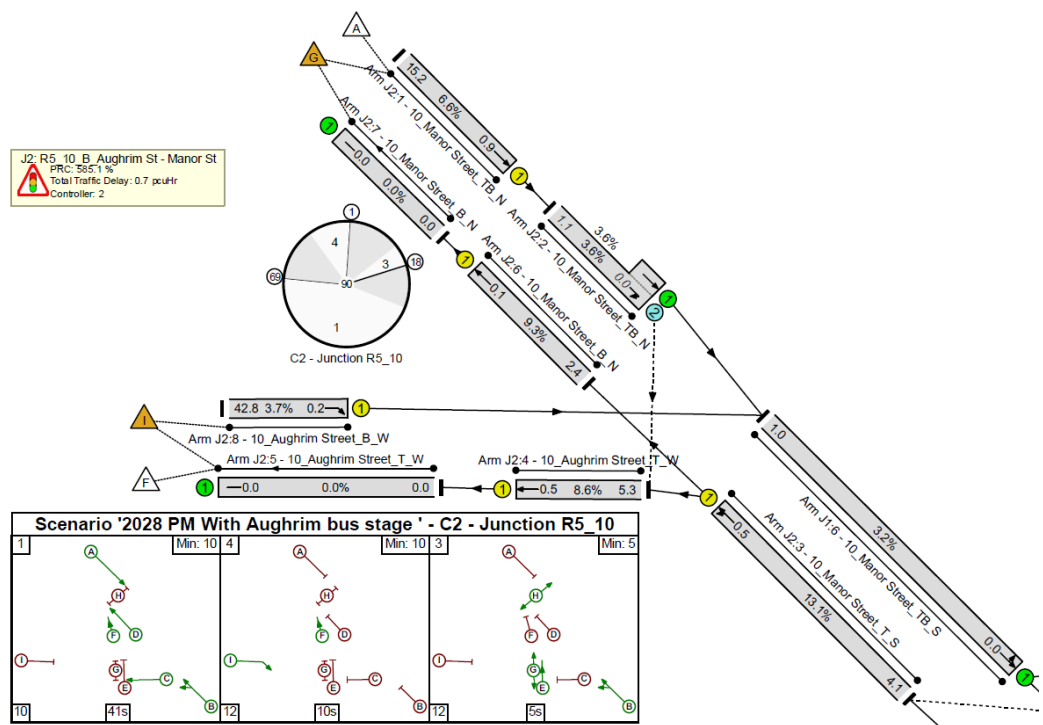 A
G
15.2
6.6%
0.9
Arm J2:1 - 10_Manor Street_TB_N
1
Arm J2:7 - 10_Manor Street_B_N
1
0.0
0.0%
0.0
J2: R5_10_B_Aughrim St - Manor St
PRC: 585.1 %
Total Traffic Delay: 0.7 pcuHr
Controller: 2
1.1
3.6%
0.0
3.6%
Arm J2:2 - 10_Manor Street_TB_N
1
2
1
4
3
18
69
90
1
C2 - Junction R5_10
1
0.1
9.3%
2.4
Arm J2:6 - 10_Manor Street_B_N
I
42.8 3.7% 0.2
1
Arm J2:8 - 10_Aughrim Street_B_W
Arm J2:5 - 10_Aughrim Street_T_W
Arm J2:4 - 10_Aughrim Street_T_W
F
1
0.0 0.0% 0.0
1
0.5 8.6% 5.3
1
0.5
13.1%
4.1
Arm J2:3 - 10_Manor Street_T_S
1.0
3.2%
0.0
Arm J1:6 - 10_Manor Street_TB_S
1
Scenario '2028 PM With Aughrim bus stage ' - C2 - Junction R5_10
1 Min: 10
A
H
F D
I
G
E C
B
10 41s
4 Min: 10
A
H
F D
I
G
E C
B
12 10s
3 Min: 5
A
H
F D
I
G
E C
B
12 5s